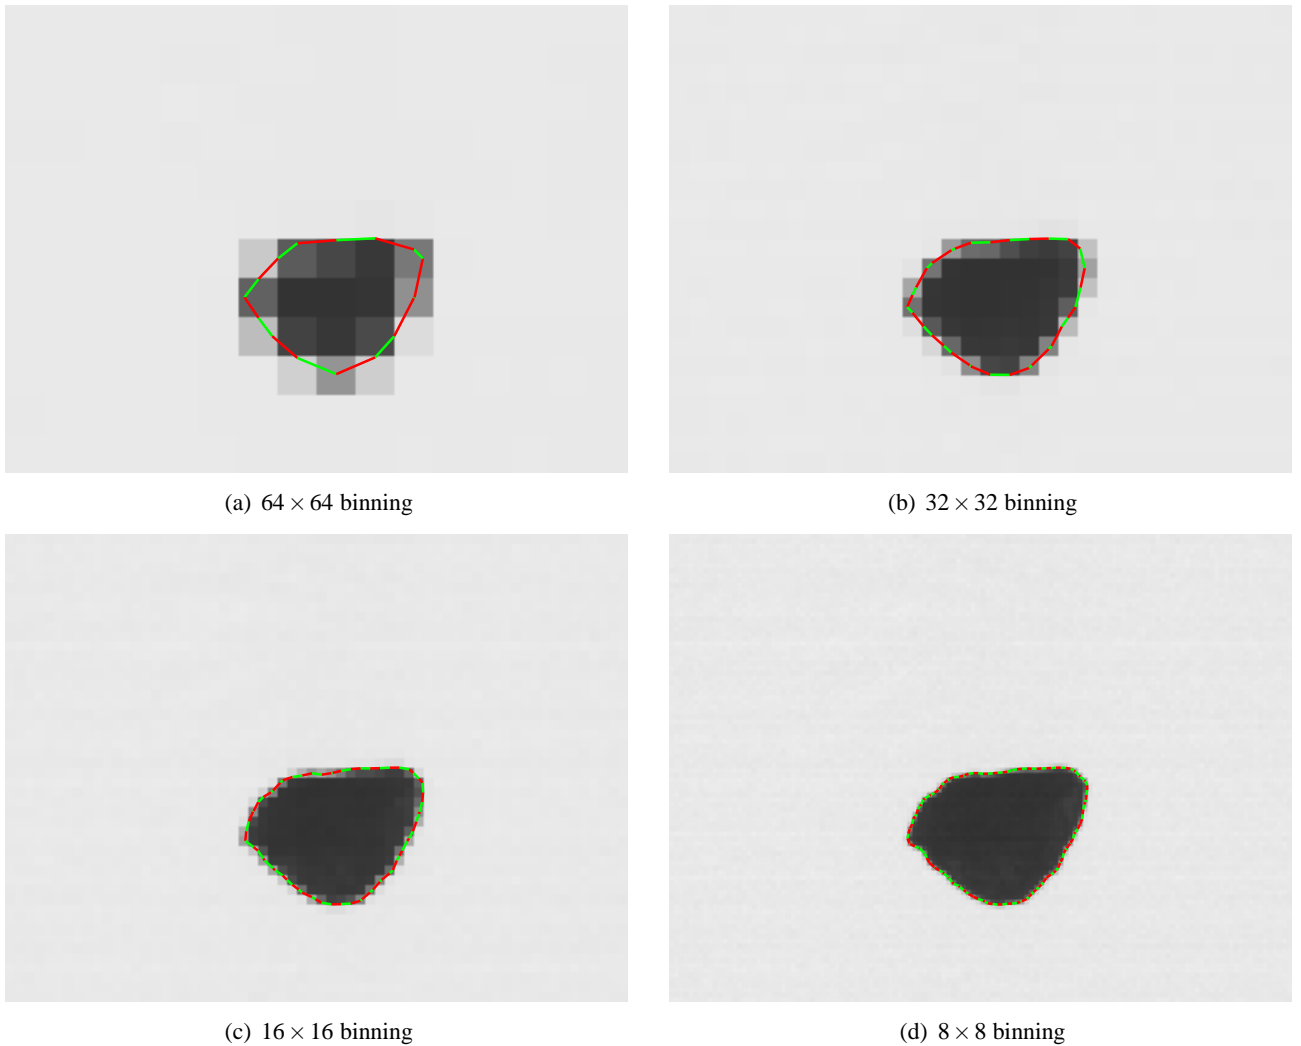 (a) 64 × 64 binning
(b) 32 × 32 binning
(c) 16 × 16 binning
(d) 8 × 8 binning